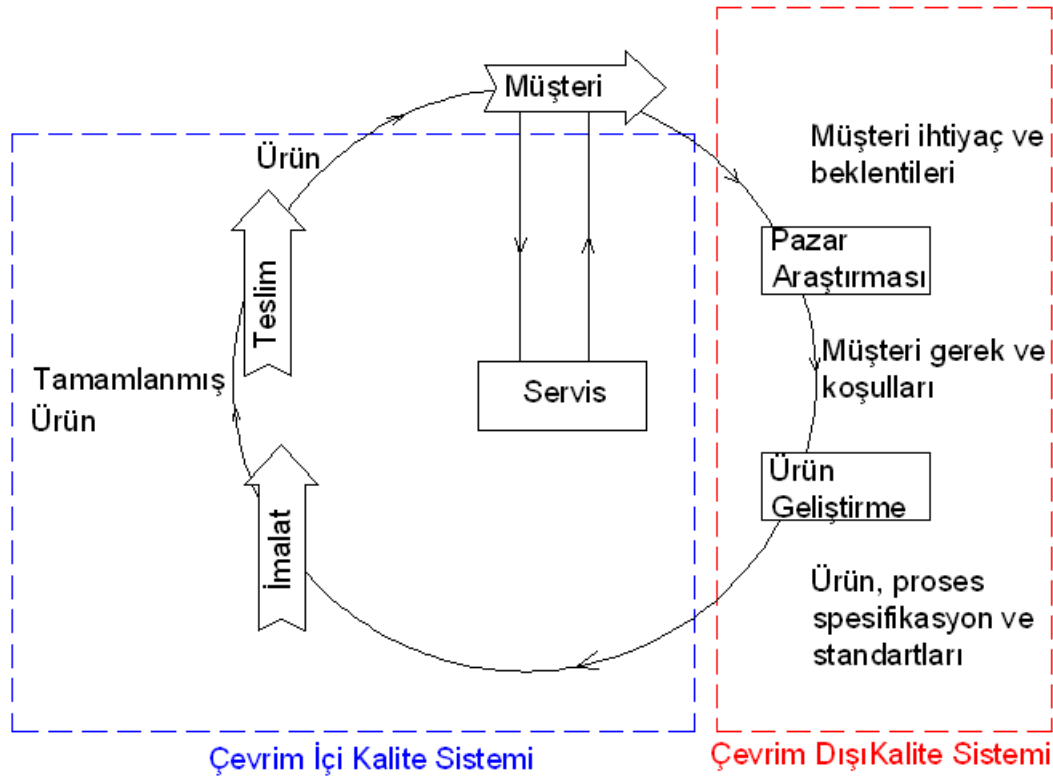 Müşteri
Ürün
Müşteri ihtiyaç ve
beklentileri
Pazar
Araştırması
Teslim
Müşteri gerek ve
koşulları
Tamamlanmış
Ürün
Servis
Ürün
Geliştirme
İmalat
Ürün, proses
spesifikasyon ve
standartları
Çevrim İçi Kalite Sistemi
Çevrim DışıKalite Sistemi